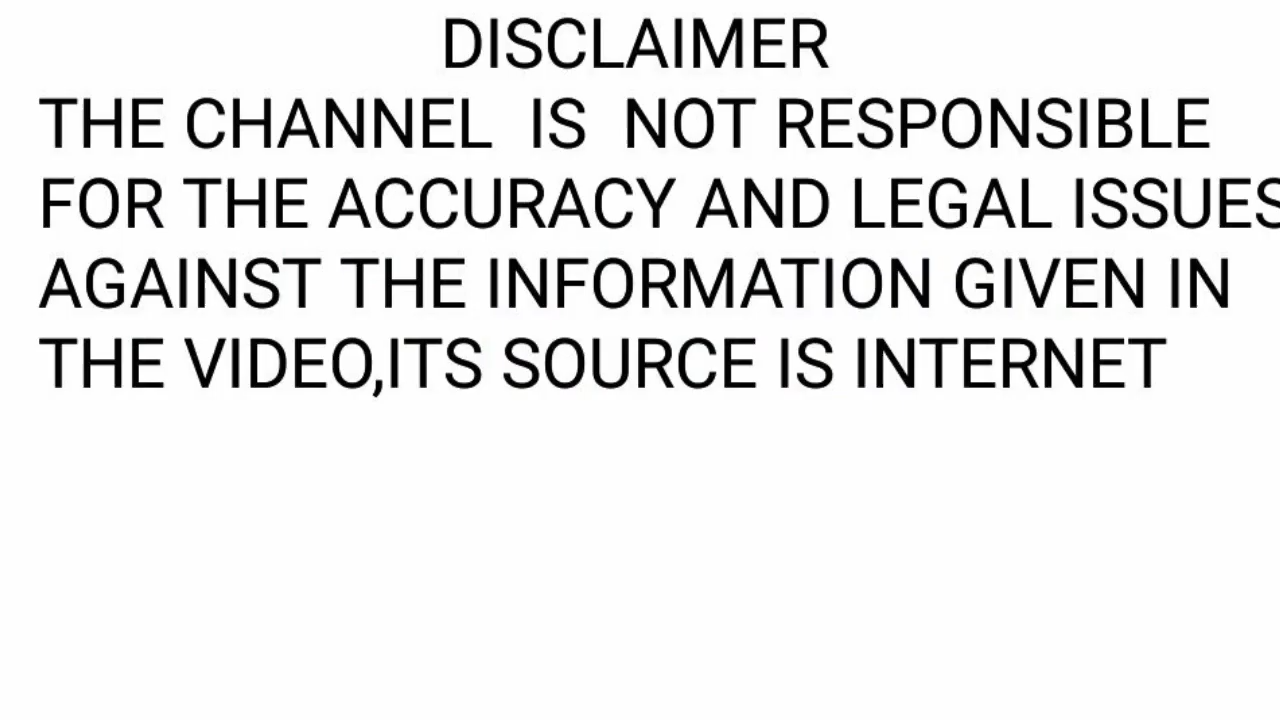 DISCLAIMER
THE CHANNEL IS NOT RESPONSIBLE
FOR THE ACCURACY AND LEGAL ISSUES
AGAINST THE INFORMATION GIVEN IN
THE VIDEO,ITS SOURCE IS INTERNET